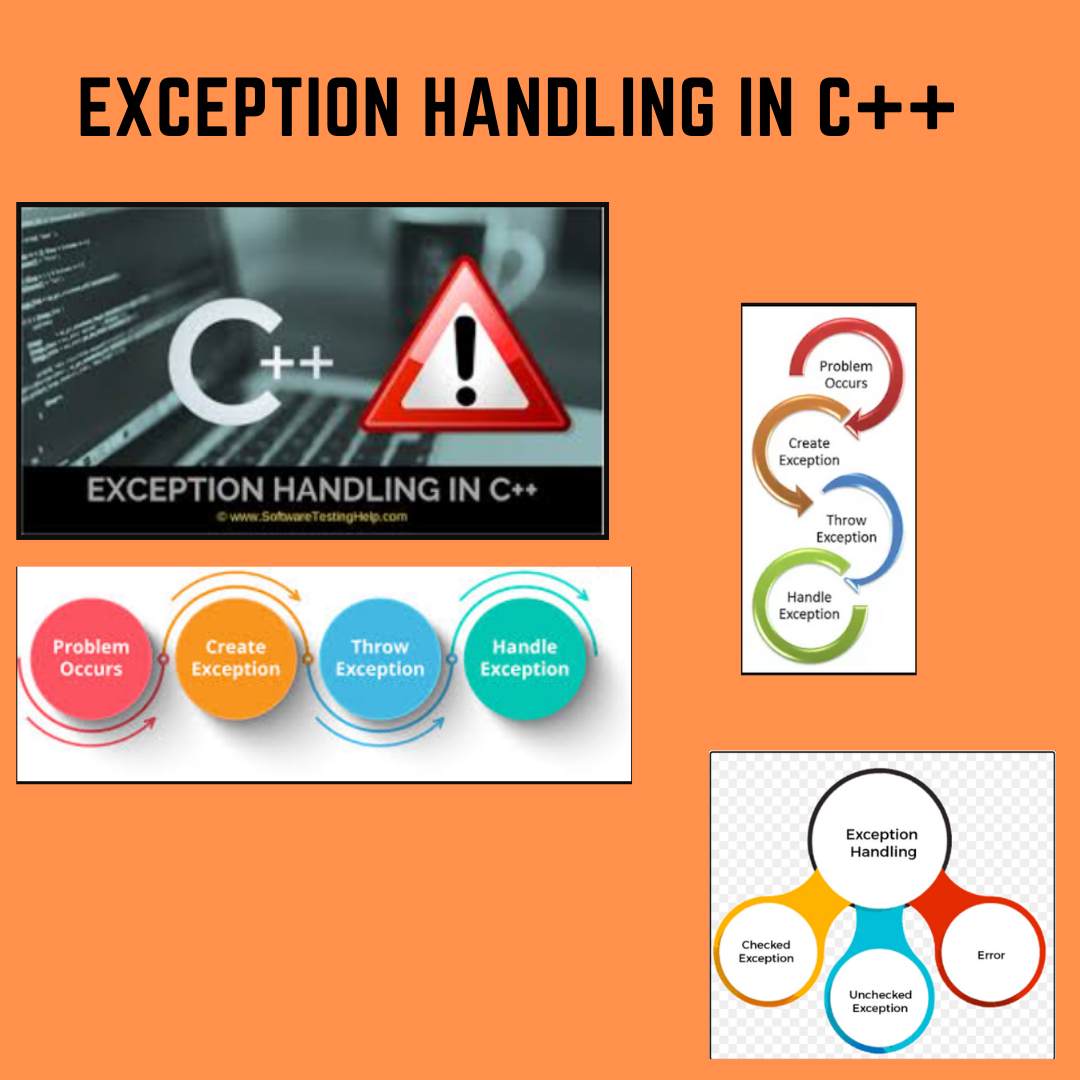 EXCEPTION HANDLING IN C++
C++
!
EXCEPTION HANDLING IN C++
© www.SoftwareTestingHelp.com
Problem
Occurs
Create
Exception
Throw
Exception
Handle
Exception
Problem
Occurs
Create
Exception
Throw
Exception
Handle
Exception
Exception
Handling
Checked
Exception
Unchecked
Exception
Error